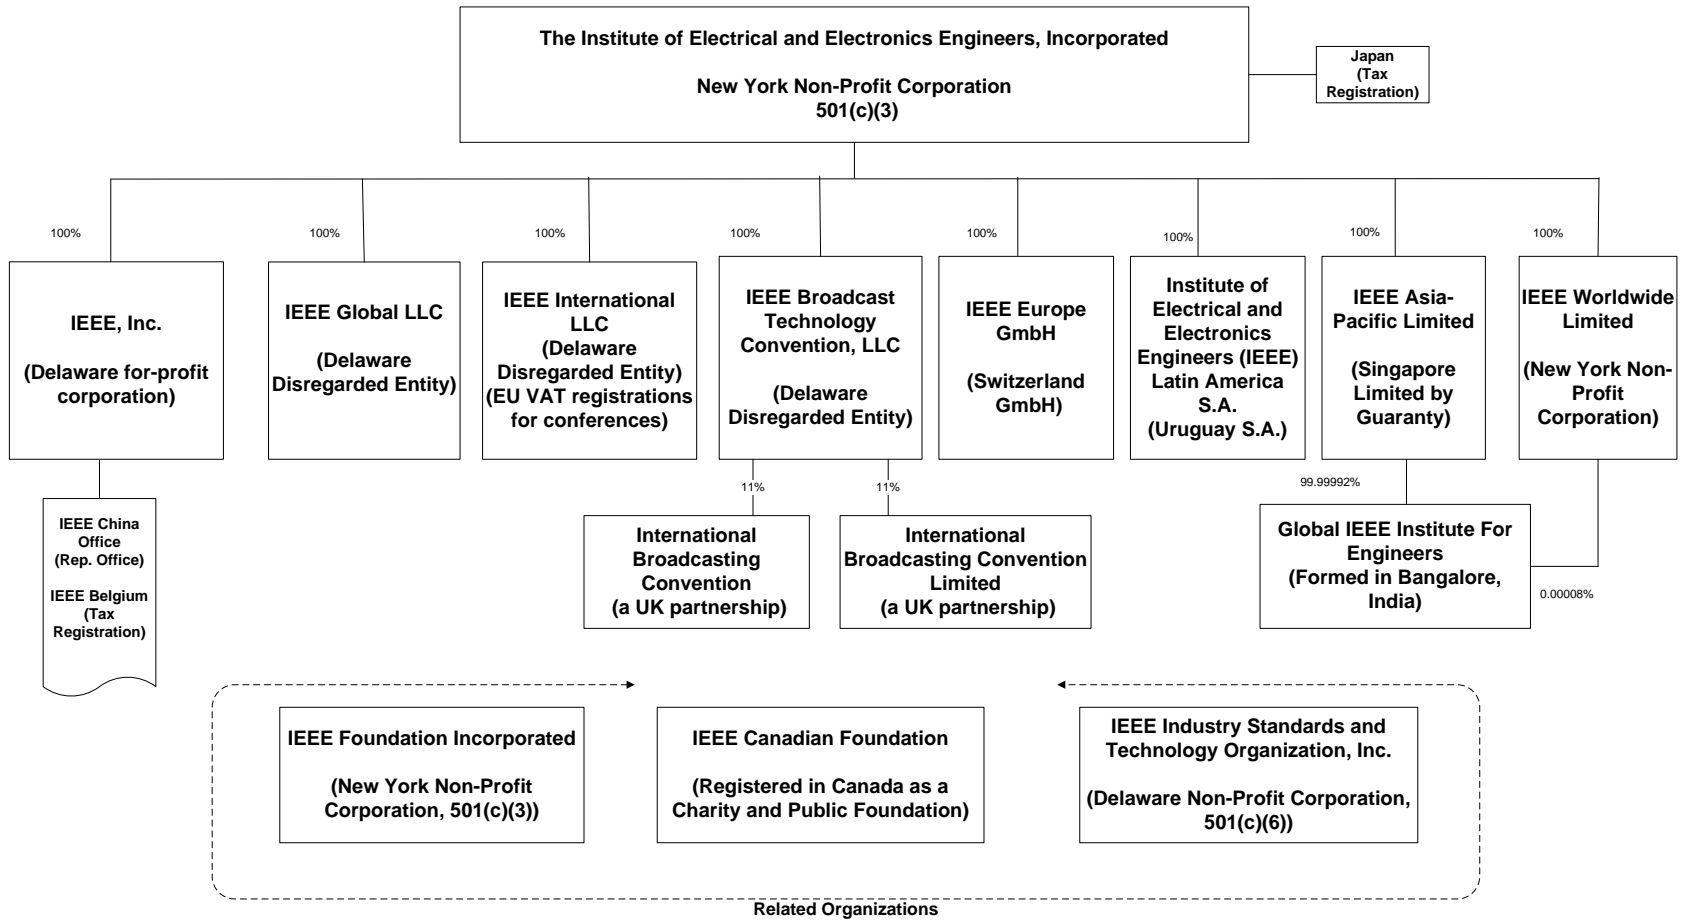 The Institute of Electrical and Electronics Engineers, Incorporated
New York Non-Profit Corporation
501(c)(3)
Japan
(Tax
Registration)
100%
100%
100%
100%
100%
100%
100%
100%
IEEE, Inc.
(Delaware for-profit
corporation)
IEEE Global LLC
(Delaware
Disregarded Entity)
IEEE International
LLC
(Delaware
Disregarded Entity)
(EU VAT registrations
for conferences)
IEEE Broadcast
Technology
Convention, LLC
(Delaware
Disregarded Entity)
IEEE Europe
GmbH
(Switzerland
GmbH)
Institute of
Electrical and
Electronics
Engineers (IEEE)
Latin America
S.A.
(Uruguay S.A.)
IEEE Asia-
Pacific Limited
(Singapore
Limited by
Guaranty)
IEEE Worldwide
Limited
(New York Non-
Profit
Corporation)
IEEE China
Office
(Rep. Office)
IEEE Belgium
(Tax
Registration)
11%
11%
99.99992%
International
Broadcasting
Convention
(a UK partnership)
International
Broadcasting Convention
Limited
(a UK partnership)
Global IEEE Institute For
Engineers
(Formed in Bangalore,
India)
0.00008%
IEEE Foundation Incorporated
(New York Non-Profit
Corporation, 501(c)(3))
IEEE Canadian Foundation
(Registered in Canada as a
Charity and Public Foundation)
IEEE Industry Standards and
Technology Organization, Inc.
(Delaware Non-Profit Corporation,
501(c)(6))
Related Organizations